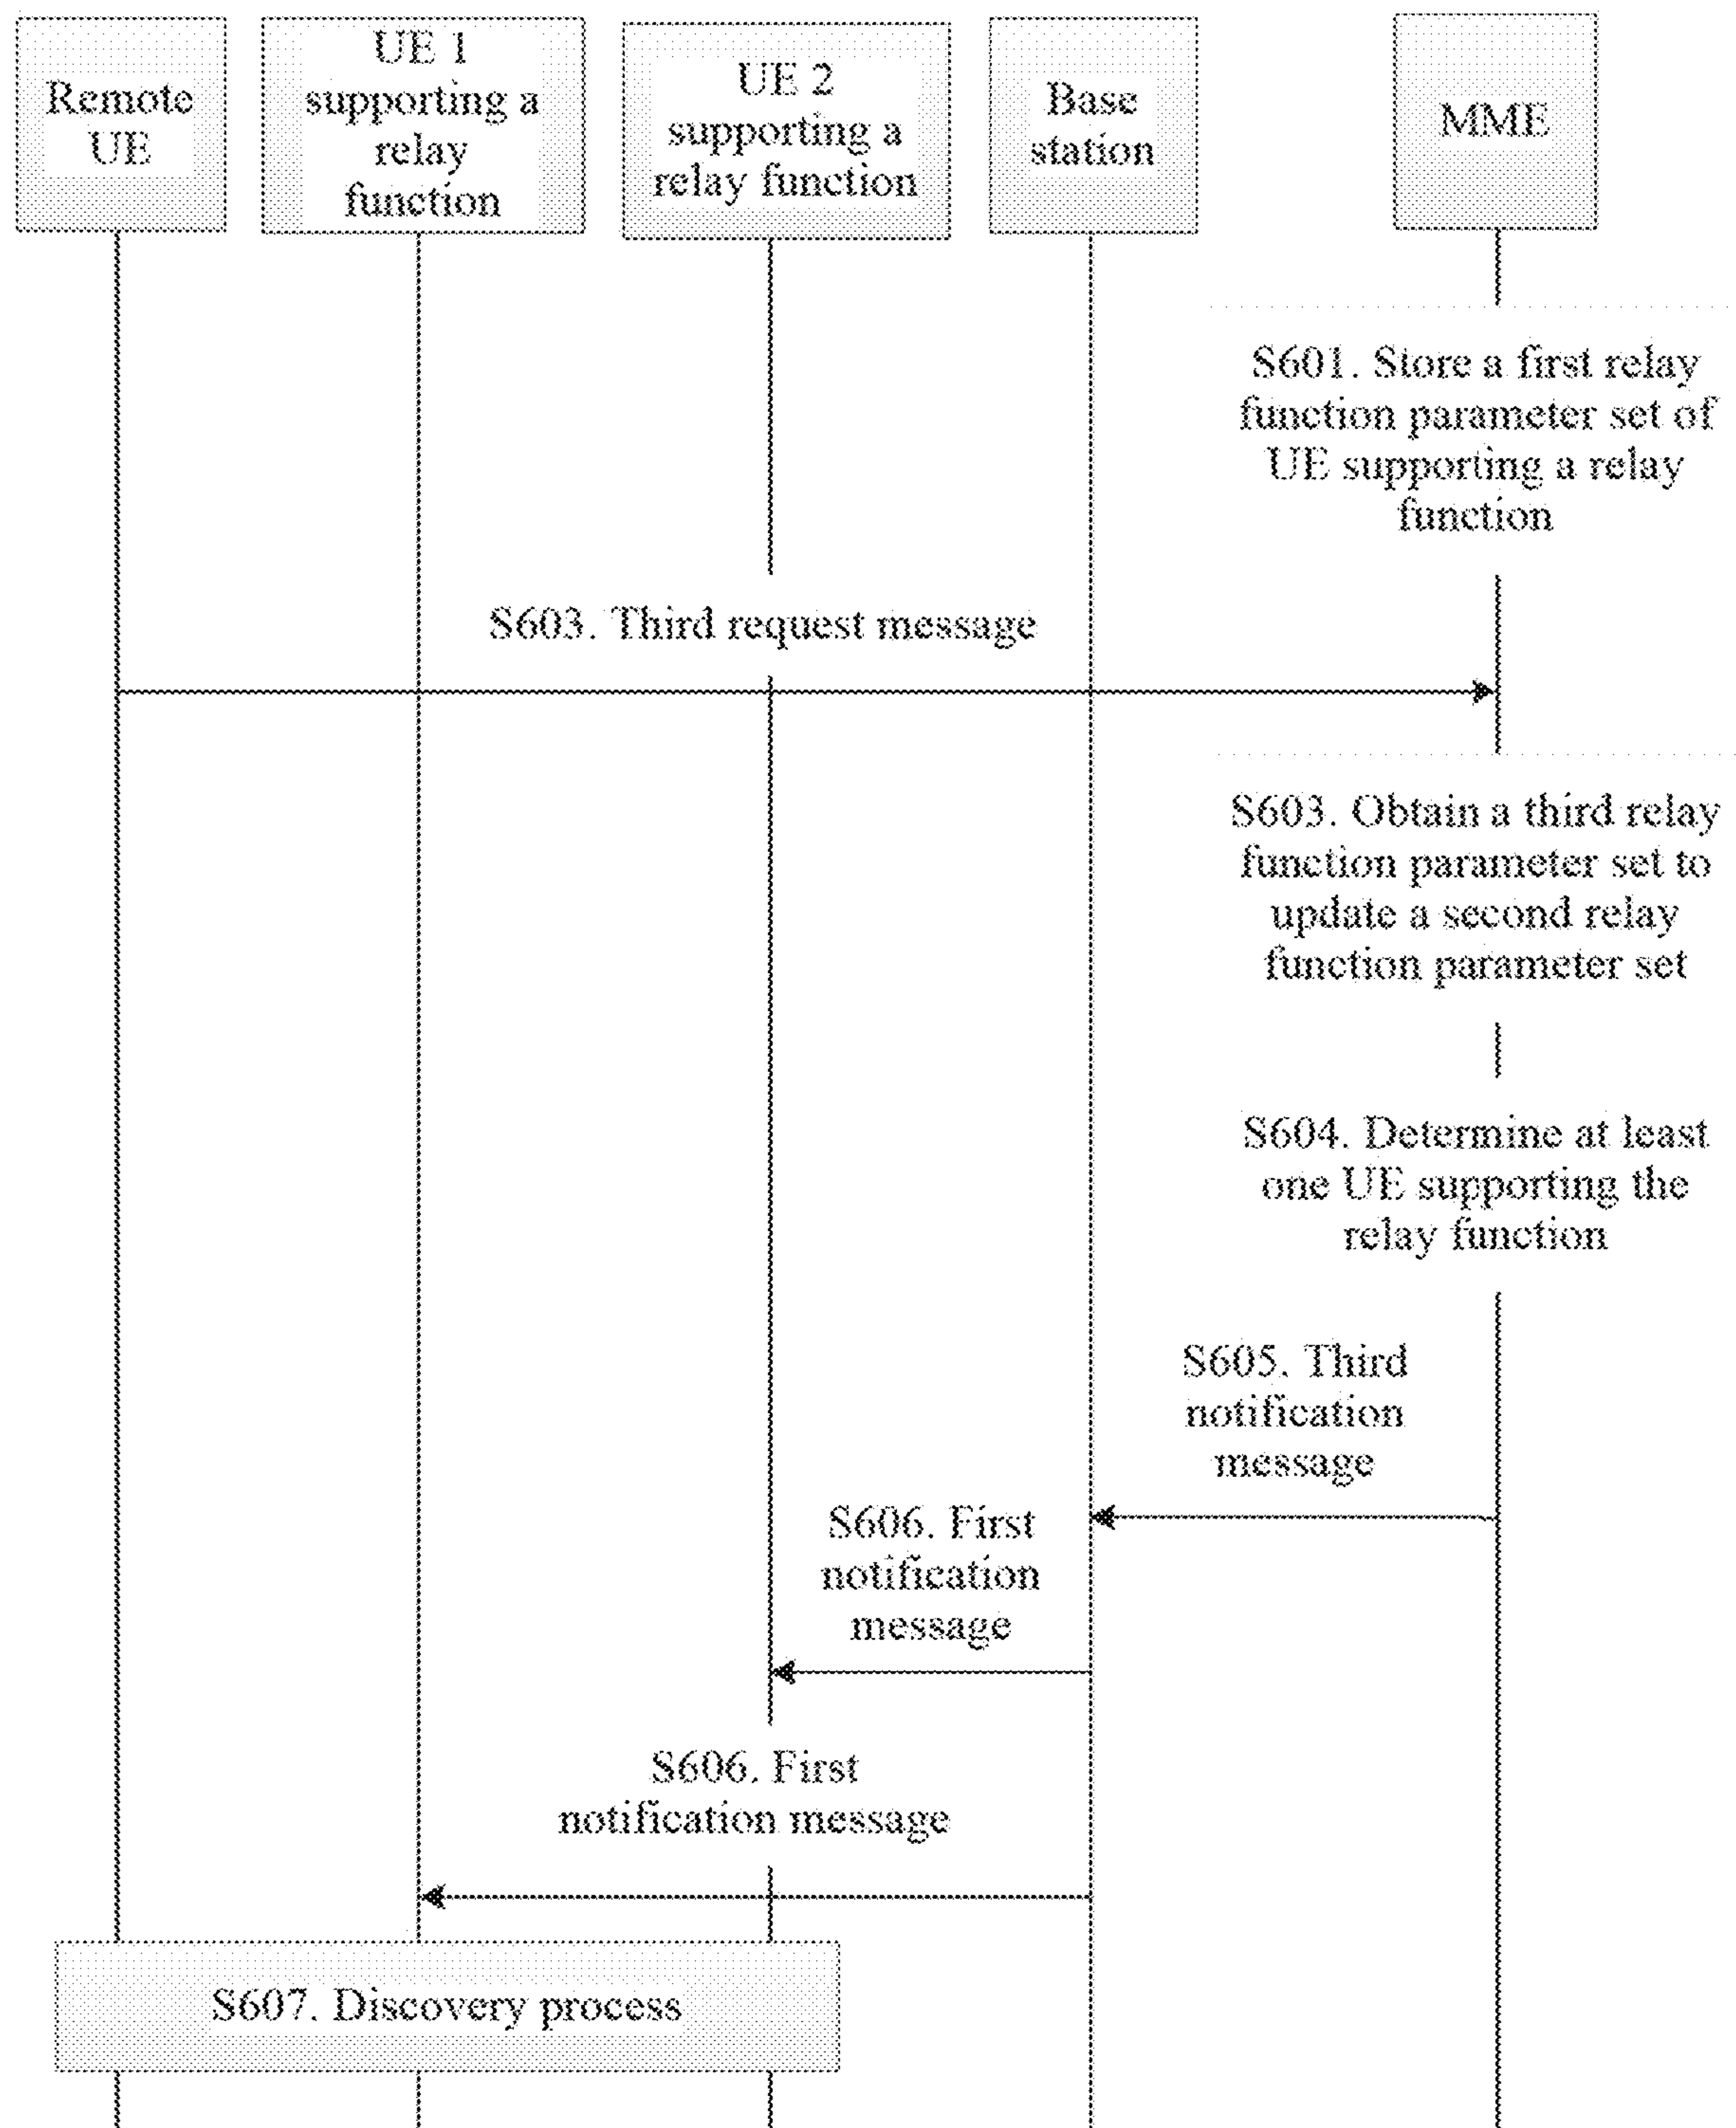 Remote
UE
UE 1
supporting a
relay
function
UE 2
supporting a
relay function
Base
station
MME
S601. Store a first relay
function parameter set of
UE supporting a relay
function
S603. Third request message
S603. Obtain a third relay
function parameter set to
update a second relay
function parameter set
S604. Determine at least
one UE supporting the
relay function
S605. Third
notification
message
S606. First
notification
message
S606. First
notification message
S607. Discovery process